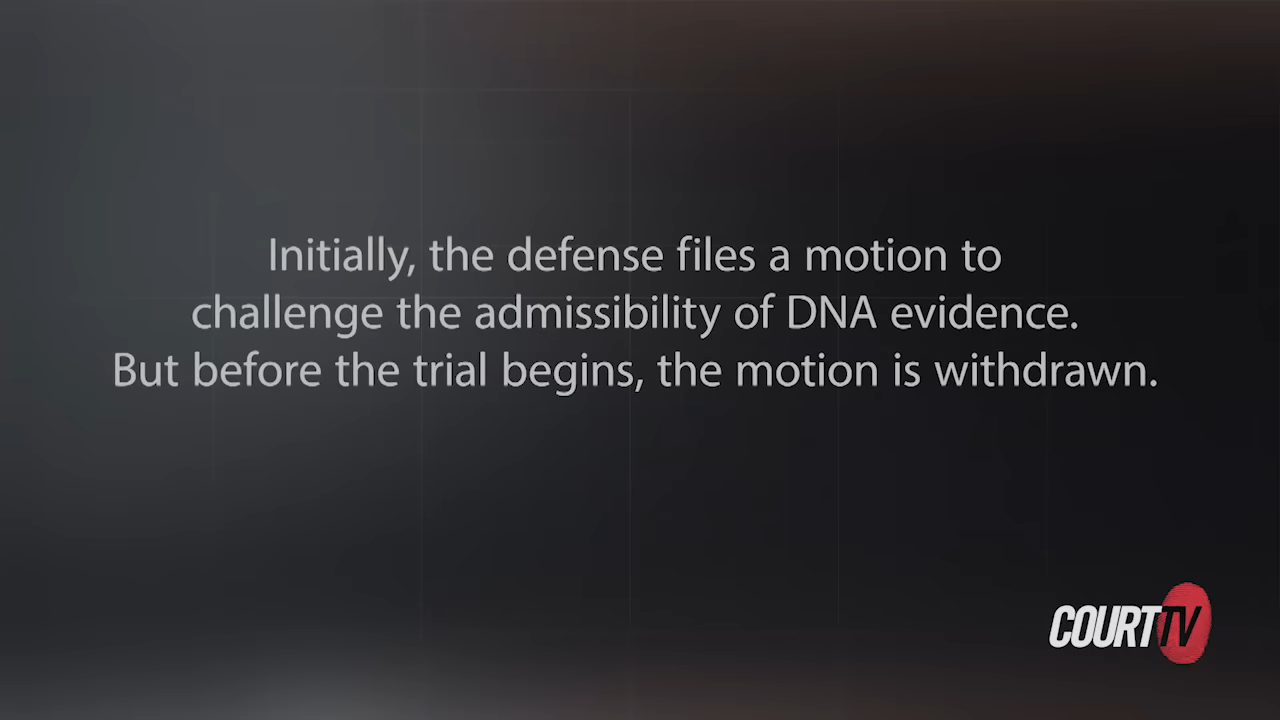 Initially, the defense files a motion to
challenge the admissibility of DNA evidence.
But before the trial begins, the motion is withdrawn.
COURT TV